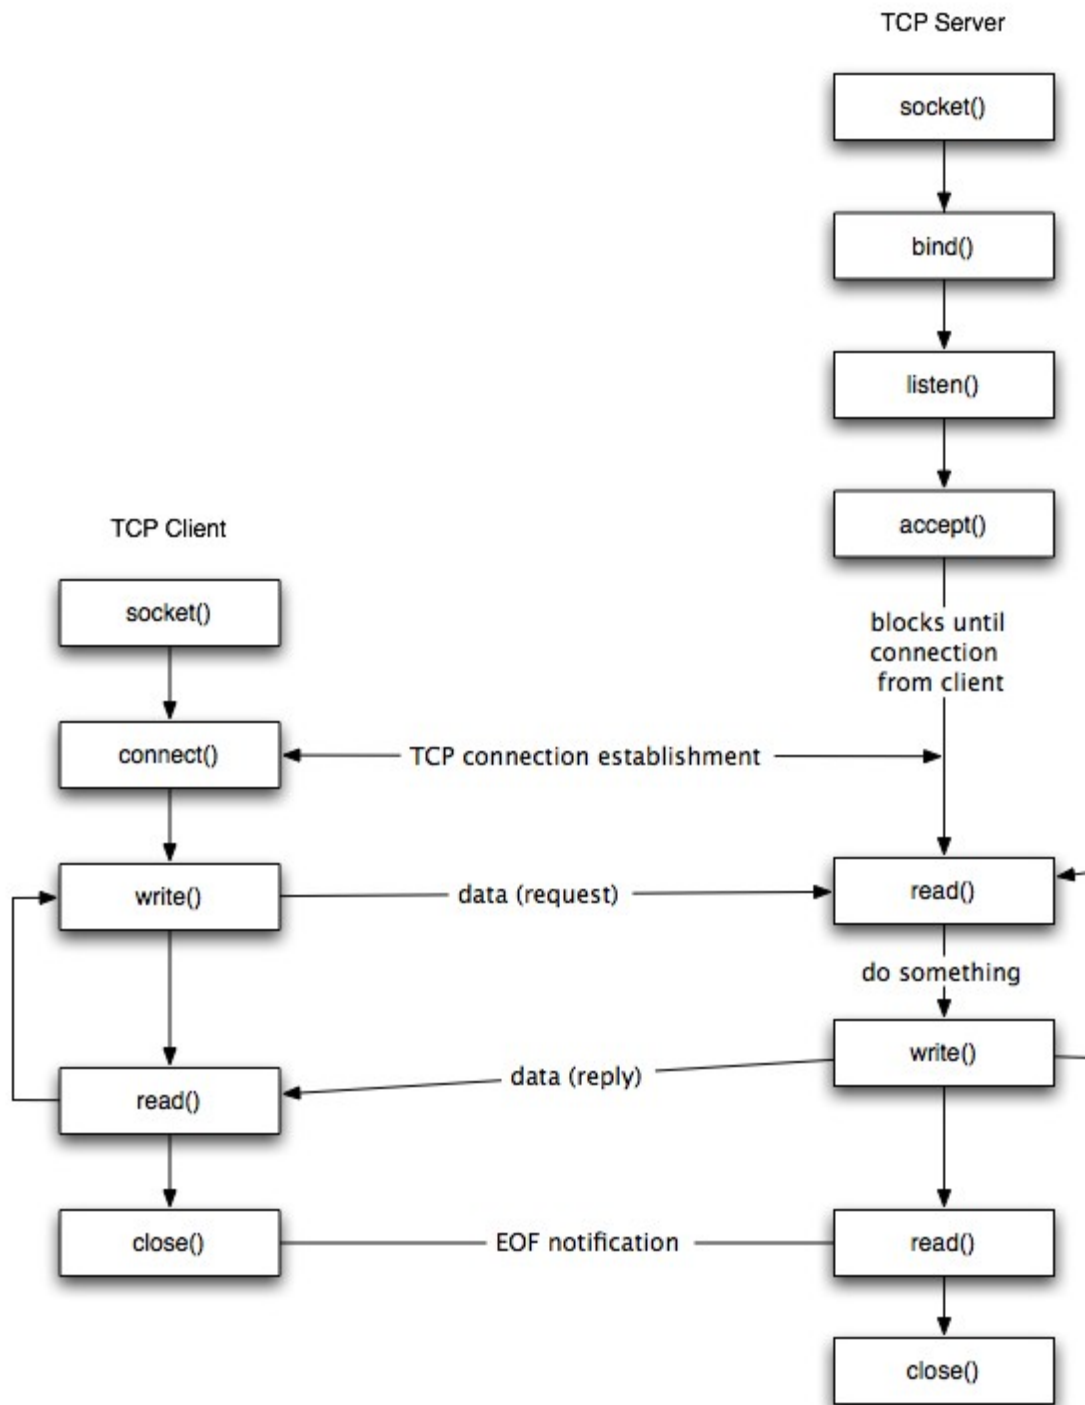 TCP Server
socket()
bind()
listen()
accept()
blocks until
connection
from client
TCP Client
socket()
connect()
TCP connection establishment
write()
data (request)
read()
do something
write()
data (reply)
read()
close()
EOF notification
read()
close()